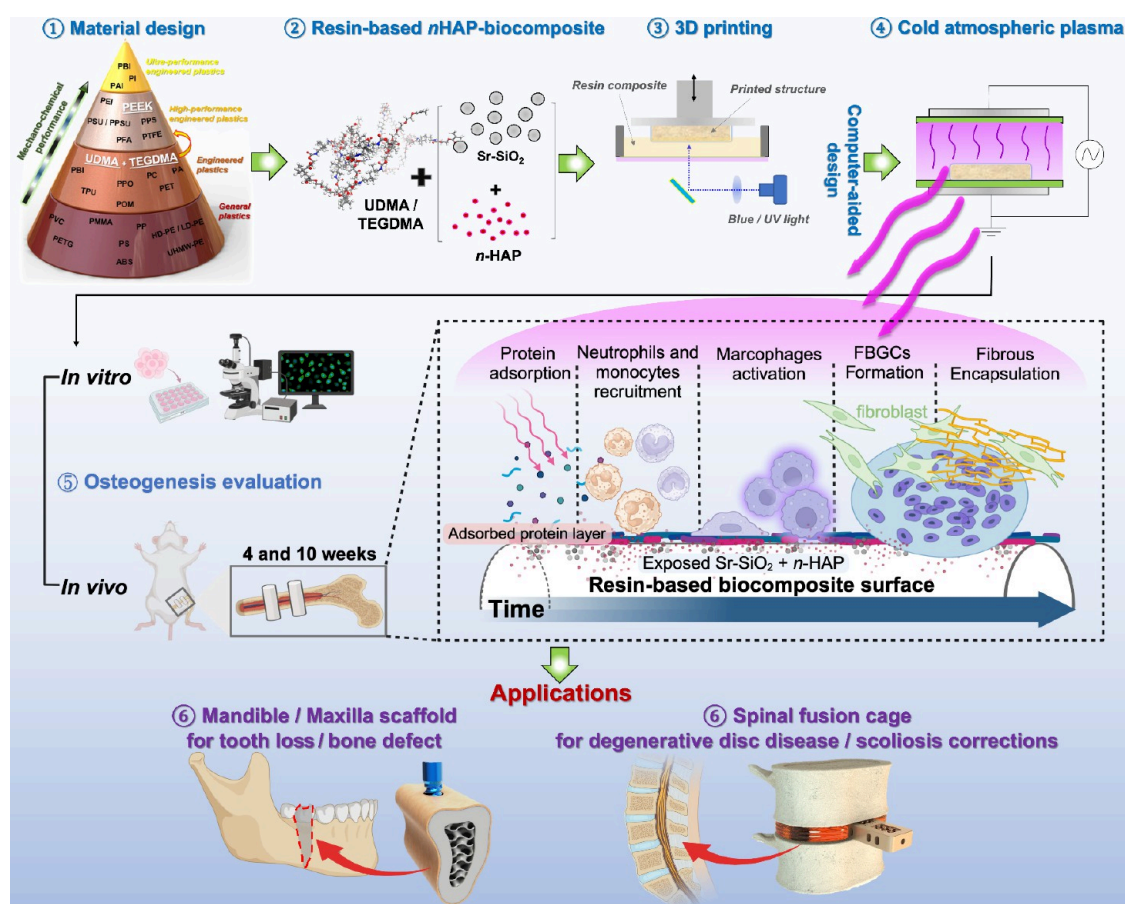 ① Material design
② Resin-based nHAP-biocomposite
③ 3D printing
④ Cold atmospheric plasma
Mechano-chemical
performance
PBI
PI
PAI
Ultra-performance
engineered plastics
PEI
PEEK
PSU / PPSU
PPS
PFA
PTFE
High-performance
engineered plastics
UDMA · TEGDMA
PBI
PC
PA
TPU
PPO
PET
POM
Engineered
plastics
PVC
PMMA
PP
HD-PE / LD-PE
PETG
PS
UHMW-PE
ABS
General
plastics
UDMA /
TEGDMA
Sr-SiO2
+
n-HAP
Resin composite
Printed structure
Blue / UV light
Computer-aided
design
In vitro
⑤ Osteogenesis evaluation
In vivo
4 and 10 weeks
Protein
adsorption
Neutrophils and
monocytes
recruitment
Marcophages
activation
FBGCs
Formation
Fibrous
Encapsulation
fibroblast
Adsorbed protein layer
Exposed Sr-SiO2 + n-HAP
Resin-based biocomposite surface
Time
Applications
⑥ Mandible / Maxilla scaffold
for tooth loss / bone defect
⑥ Spinal fusion cage
for degenerative disc disease / scoliosis corrections